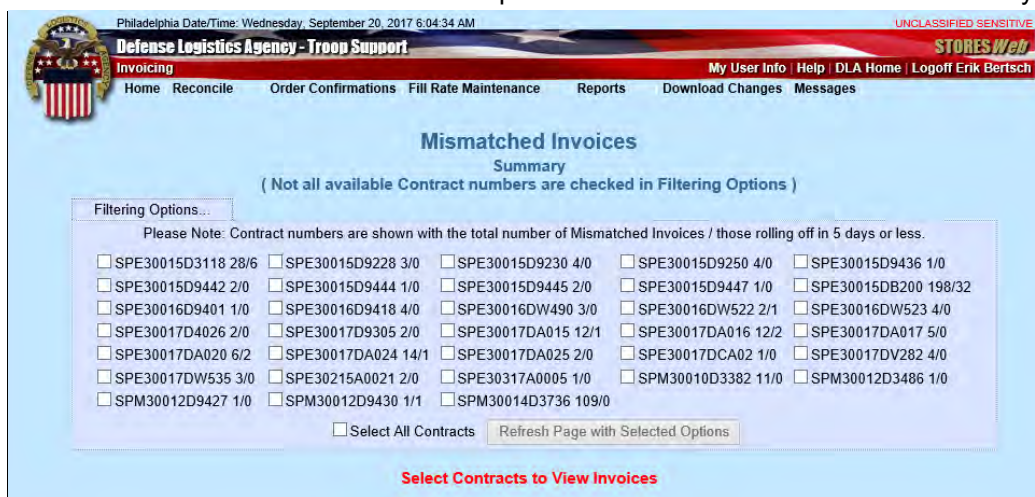 Philadelphia Date/Time: Wednesday, September 20, 2017 6:04:34 AM UNCLASSIFIED SENSITIVE
Defense Logistics Agency - Troop Support STORES Web
Invoicing My User Info | Help | DLA Home | Logoff Erik Bertsch
Home Reconcile Order Confirmations Fill Rate Maintenance Reports Download Changes Messages
Mismatched Invoices
Summary
( Not all available Contract numbers are checked in Filtering Options )
Filtering Options...
Please Note: Contract numbers are shown with the total number of Mismatched Invoices / those rolling off in 5 days or less.
SPE30015D3118 28/6 SPE30015D9228 3/0 SPE30015D9230 4/0 SPE30015D9250 4/0 SPE30015D9436 1/0
SPE30015D9442 2/0 SPE30015D9444 1/0 SPE30015D9445 2/0 SPE30015D9447 1/0 SPE30015DB200 198/32
SPE30016D9401 1/0 SPE30016D9418 4/0 SPE30016DW490 3/0 SPE30016DW522 2/1 SPE30016DW523 4/0
SPE30017D4026 2/0 SPE30017D9305 2/0 SPE30017DA015 12/1 SPE30017DA016 12/2 SPE30017DA017 5/0
SPE30017DA020 6/2 SPE30017DA024 14/1 SPE30017DA025 2/0 SPE30017DCA02 1/0 SPE30017DV282 4/0
SPE30017DW535 3/0 SPE30215A0021 2/0 SPE30317A0005 1/0 SPM30010D3382 11/0 SPM30012D3486 1/0
SPM30012D9427 1/0 SPM30012D9430 1/1 SPM30014D3736 109/0
Select All Contracts Refresh Page with Selected Options
Select Contracts to View Invoices